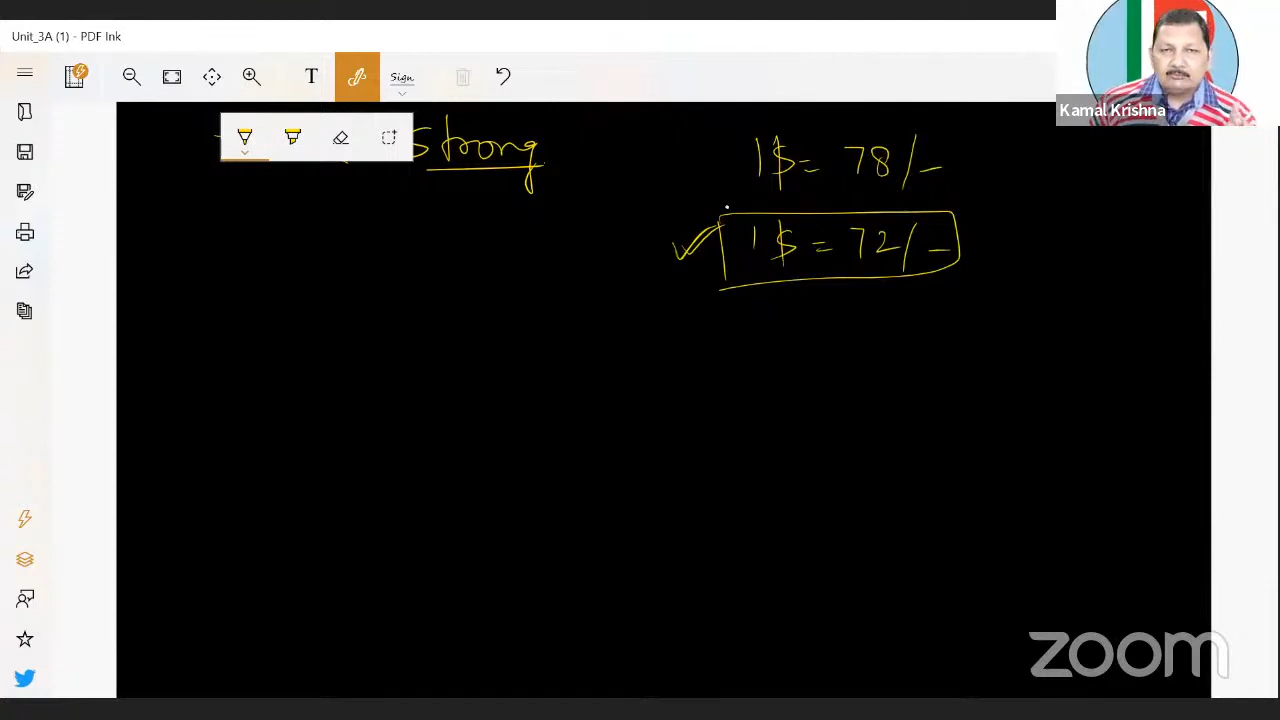 Unit_3A (1) - PDF Ink
T
Sign
Kamal Krishna
Strong
1$ = 78/-
1$ = 72/-
zoom